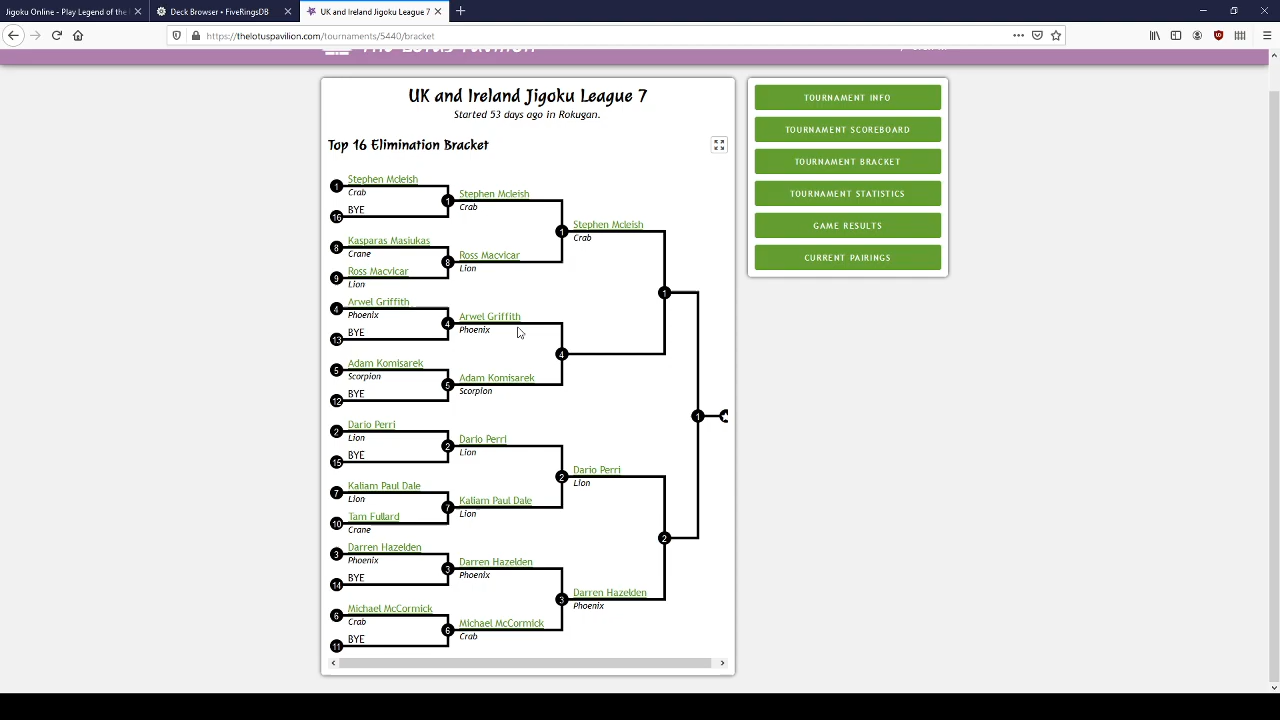 Jigoku Online - Play Legend of the
Deck Browser • FiveRingsDB
UK and Ireland Jigoku League 7
https://thelotuspavilion.com/tournaments/5440/bracket
The Lotus Pavilion
UK and Ireland Jigoku League 7
Started 53 days ago in Rokugan.
Top 16 Elimination Bracket
1 Stephen Mcleish
Crab
16 BYE
8 Kasparas Masiukas
Crane
9 Ross Macvicar
Lion
4 Arwel Griffith
Phoenix
13 BYE
5 Adam Komisarek
Scorpion
12 BYE
2 Dario Perri
Lion
15 BYE
7 Kaliam Paul Dale
Lion
10 Tam Fullard
Crane
3 Darren Hazelden
Phoenix
14 BYE
6 Michael McCormick
Crab
11 BYE
1 Stephen Mcleish
Crab
8 Ross Macvicar
Lion
4 Arwel Griffith
Phoenix
5 Adam Komisarek
Scorpion
2 Dario Perri
Lion
7 Kaliam Paul Dale
Lion
3 Darren Hazelden
Phoenix
6 Michael McCormick
Crab
1 Stephen Mcleish
Crab
4
2 Dario Perri
Lion
3 Darren Hazelden
Phoenix
1
2
1
TOURNAMENT INFO
TOURNAMENT SCOREBOARD
TOURNAMENT BRACKET
TOURNAMENT STATISTICS
GAME RESULTS
CURRENT PAIRINGS